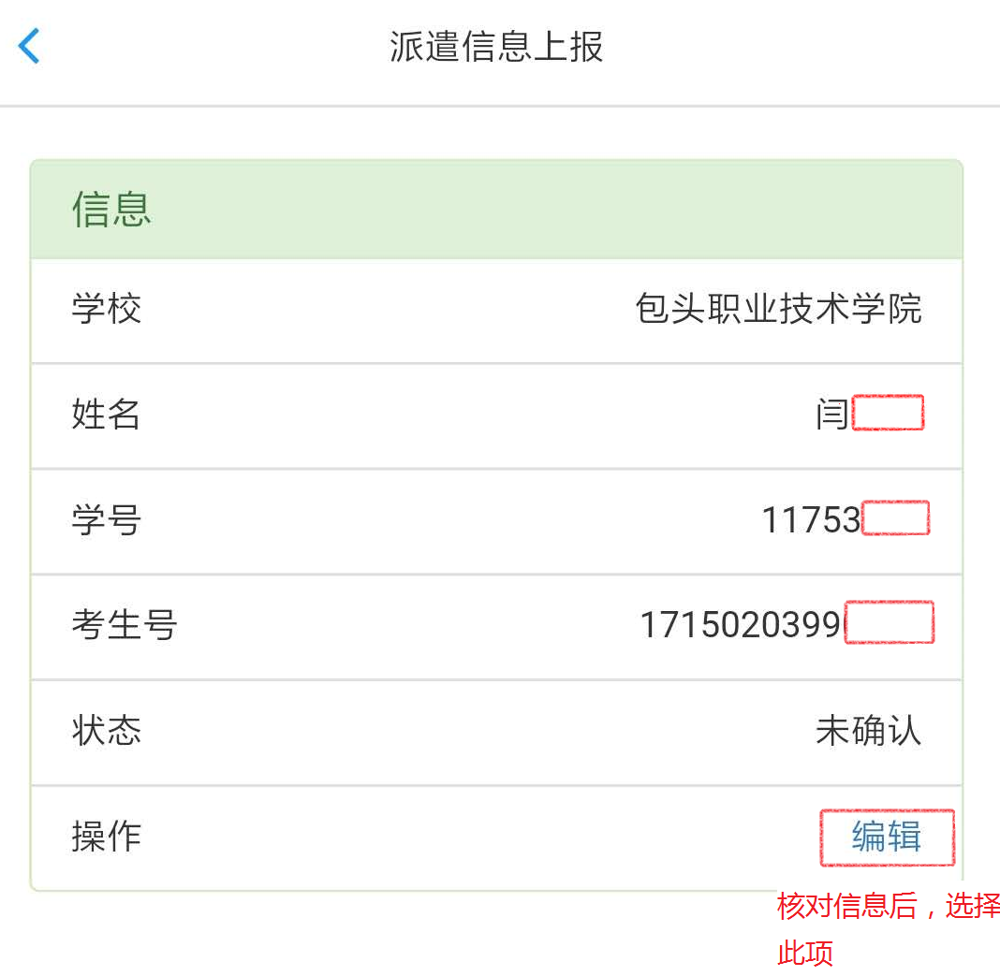 派遣信息上报
信息
学校 包头职业技术学院
姓名 闫
学号 11753
考生号 1715020399
状态 未确认
操作 编辑
核对信息后，选择
此项